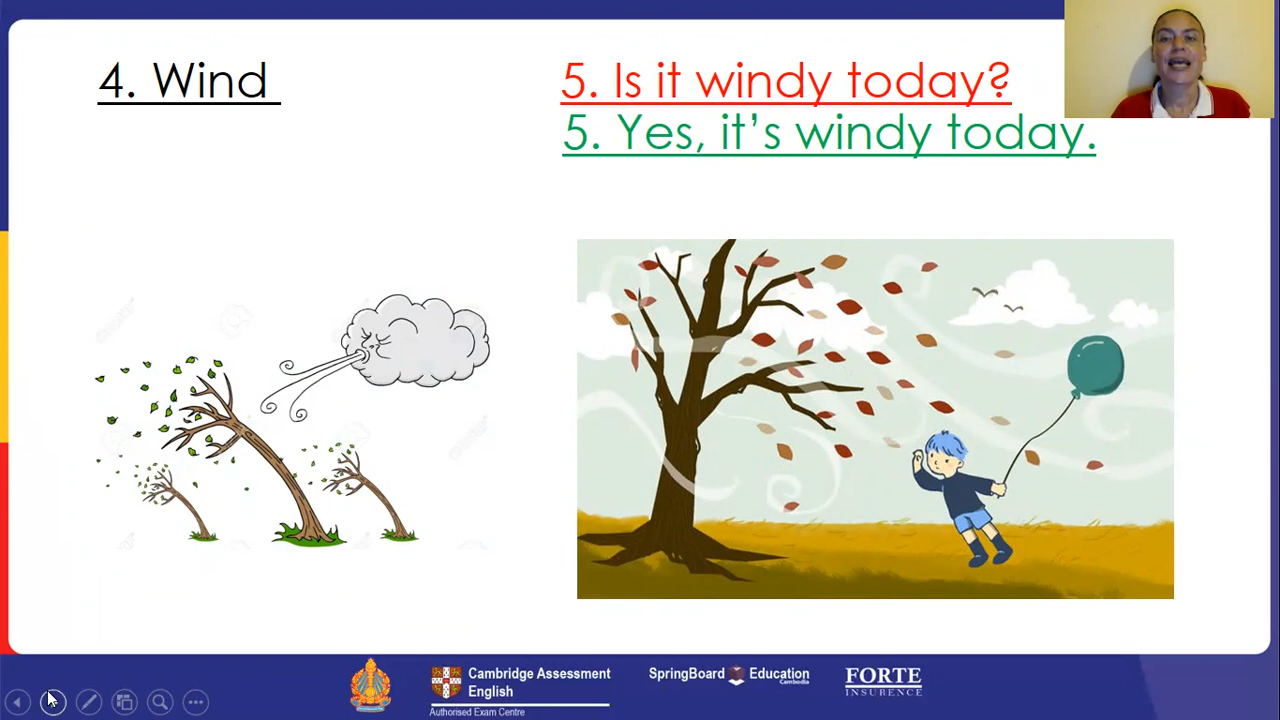 4. Wind
5. Is it windy today?
5. Yes, it's windy today.
Cambridge Assessment
English
Authorised Exam Centre
SpringBoard Education
Cambodia
FORTE
INSURENCE